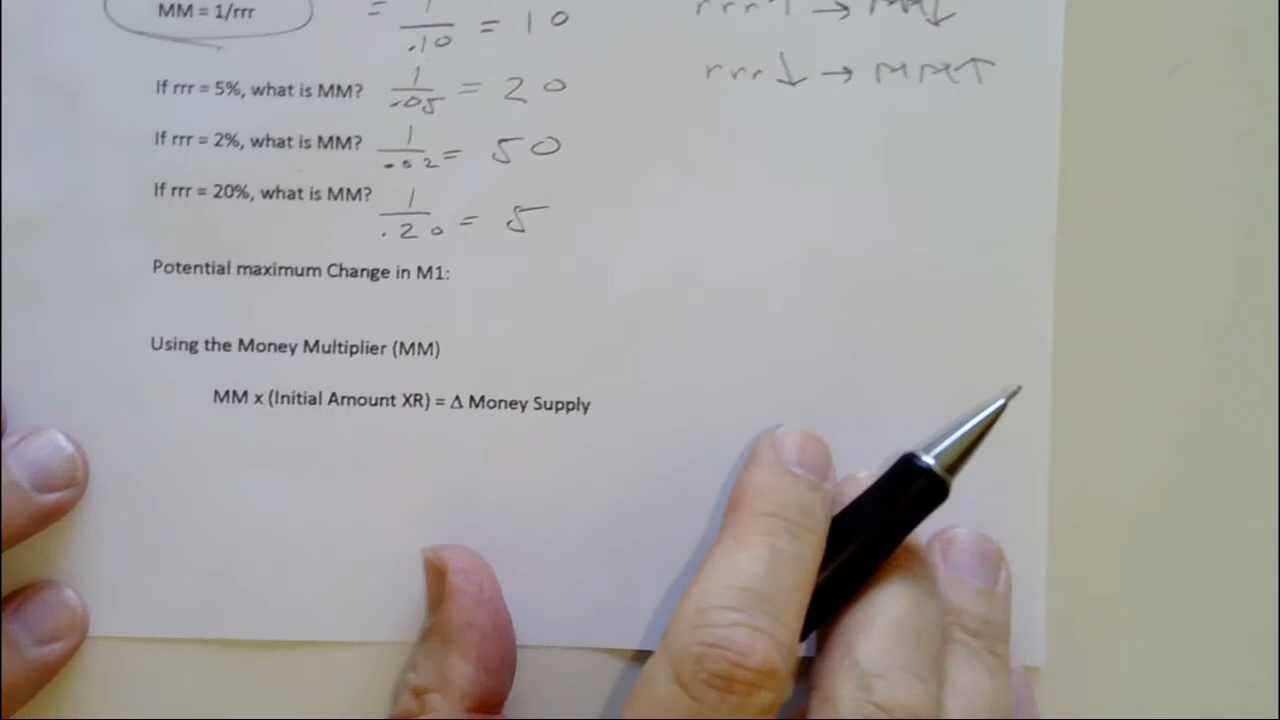 MM = 1/rrr = 1/.10 = 10
rrr↑ → MM↓
If rrr = 5%, what is MM? 1/.05 = 20
rrr↓ → MM↑
If rrr = 2%, what is MM? 1/.02 = 50
If rrr = 20%, what is MM? 1/.20 = 5
Potential maximum Change in M1:
Using the Money Multiplier (MM)
MM x (Initial Amount XR) = Δ Money Supply